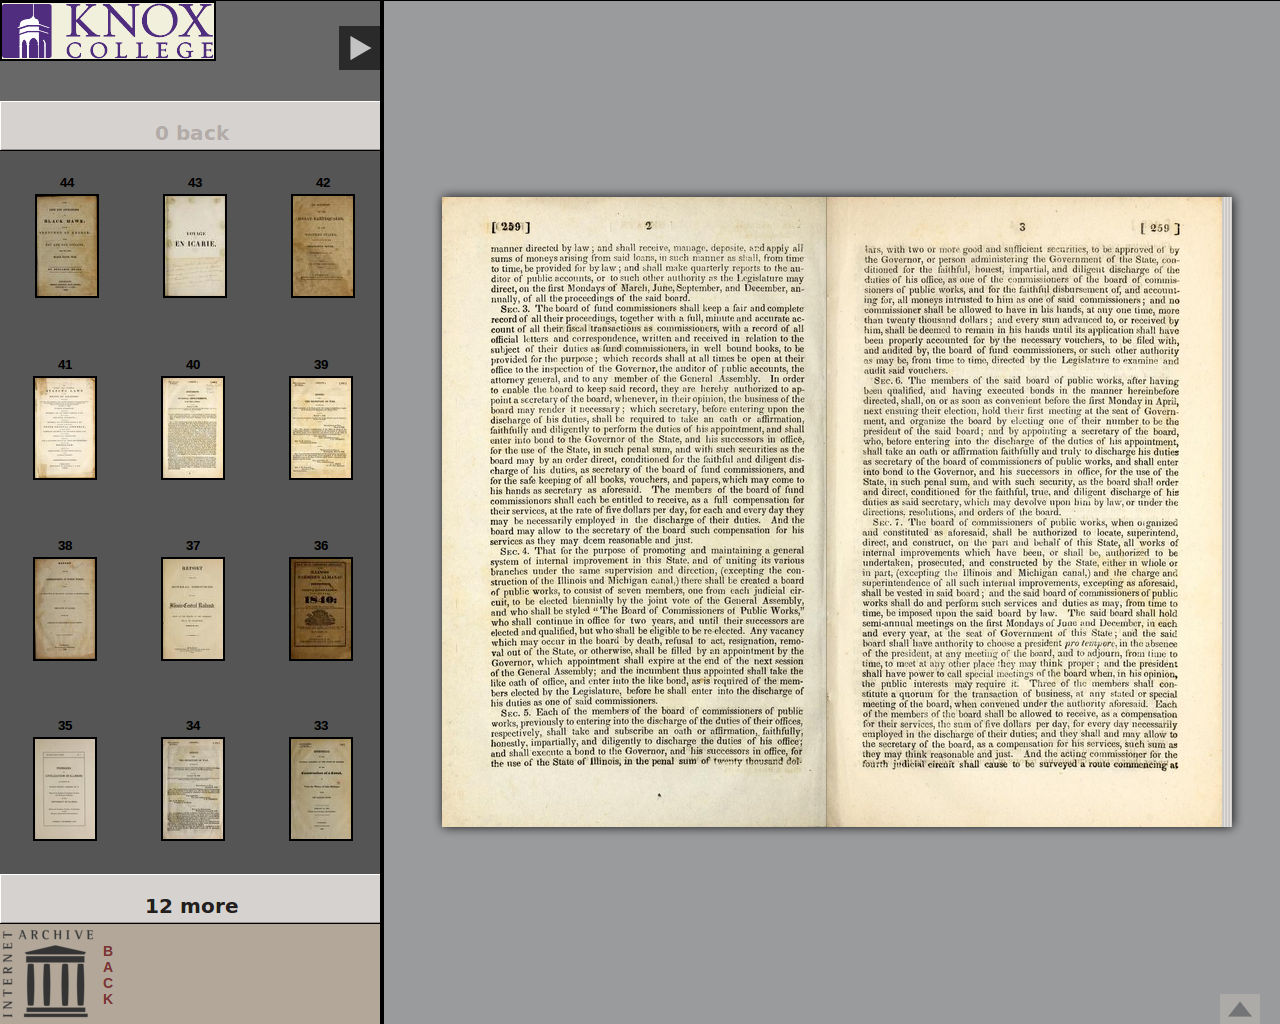 KNOX
COLLEGE
0 back
44 43 42
BLACK HAWK,
VOYAGE
EN ICARIE.
41 40 39
38 37 36
REPORT
Illinois Central Railroad
1840;
35 34 33
12 more
INTERNET
ARCHIVE
BACK
[ 259 ] 2
manner directed by law; and shall receive, manage, deposite, and apply all
sums of moneys arising from said loans, in such manner as shall, from time
to time, be provided for by law; and shall make quarterly reports to the au-
ditor of public accounts, or to such other authority as the Legislature may
direct, on the first Mondays of March, June, September, and December, an-
nually, of all the proceedings of the said board.
SEC. 3. The board of fund commissioners shall keep a fair and complete
record of all their proceedings, together with a full, minute and accurate ac-
count of all their fiscal transactions as commissioners, with a record of all
official letters and correspondence, written and received in relation to the
subject of their duties as fund commissioners, in well bound books, to be
provided for the purpose; which records shall at all times be open at their
office to the inspection of the Governor, the auditor of public accounts, the
attorney general, and to any member of the General Assembly. In order
to enable the board to keep said record, they are hereby authorized to ap-
point a secretary of the board, whenever, in their opinion, the business of the
board may render it necessary; which secretary, before entering upon the
discharge of his duties, shall be required to take an oath or affirmation,
faithfully and diligently to perform the duties of his appointment, and shall
enter into bond to the Governor of the State, and his successors in office,
for the use of the State, in such penal sum, and with such securities as the
board may by an order direct, conditioned for the faithful and diligent dis-
charge of his duties, as secretary of the board of fund commissioners, and
for the safe keeping of all books, vouchers, and papers, which may come to
his hands as secretary as aforesaid. The members of the board of fund
commissionors shall each be entitled to receive, as a full compensation for
their services, at the rate of five dollars per day, for each and every day they
may be necessarily employed in the discharge of their duties. And the
board may allow to the secretary of the board such compensation for his
services as they may deem reasonable and just.
SEC. 4. That for the purpose of promoting and maintaining a general
system of internal improvement in this State, and of uniting its various
branches under the same supervision and direction, (excepting the con-
struction of the Illinois and Michigan canal,) there shall be created a board
of public works, to consist of seven members, one from each judicial cir-
cuit, to be elected biennially by the joint vote of the General Assembly,
and who shall be styled "The Board of Commissioners of Public Works,"
who shall continue in office for two years, and until their successors are
elected and qualified, but who shall be eligible to be re-elected. Any vacancy
which may occur in the board by death, refusal to act, resignation, remo-
val out of the State, or otherwise, shall be filled by an appointment by the
Governor, which appointment shall expire at the end of the next session
of the General Assembly; and the incumbent thus appointed shall take the
like oath of office, and enter into the like bond, as is required of the mem-
bers elected by the Legislature, before he shall enter into the discharge of
his duties as one of said commissioners.
SEC. 5. Each of the members of the board of commissioners of public
works, previously to entering into the discharge of the duties of their offices,
respectively, shall take and subscribe an oath or affirmation, faithfully,
honestly, impartially, and diligently to discharge the duties of his office;
and shall execute a bond to the Governor, and his successors in office, for
the use of the State of Illinois, in the penal sum of twenty thousand dol-
3 [ 259 ]
lars, with two or more good and sufficient securities, to be approved of by
the Governor, or person administering the Government of the State, con-
ditioned for the faithful, honest, impartial, and diligent discharge of the
duties of his office, as one of the commissioners of the board of commis-
sioners of public works, and for the faithful disbursement of, and account-
ing for, all moneys intrusted to him as one of said commissioners; and no
commissioner shall be allowed to have in his hands, at any one time, more
than twenty thousand dollars; and every sum advanced to, or received by
him, shall be deemed to remain in his hands until its application shall have
been properly accounted for by the necessary vouchers, to be filed with,
and audited by, the board of fund commissioners, or such other authority
as may be, from time to time, directed by the Legislature to examine and
audit said vouchers.
SEC. 6. The members of the said board of public works, after having
been qualified, and having executed bonds in the manner hereinbefore
directed, shall, on or as soon as convenient before the first Monday in April,
next ensuing their election, hold their first meeting at the seat of Govern-
ment, and organize the board by electing one of their number to be the
president of the said board; and by appointing a secretary of the board,
who, before entering into the discharge of the duties of his appointment,
shall take an oath or affirmation faithfully and truly to discharge his duties
as secretary of the board of commissioners of public works, and shall enter
into bond to the Governor, and his successors in office, for the use of the
State, in such penal sum, and with such security, as the board shall order
and direct, conditioned for the faithful, true, and diligent discharge of his
duties as said secretary, which may devolve upon him by law, or under the
directions, resolutions, and orders of the board.
SEC. 7. The board of commissioners of public works, when organized
and constituted as aforesaid, shall be authorized to locate, superintend,
direct, and construct, on the part and behalf of this State, all works of
internal improvements which have been, or shall be, authorized to be
undertaken, prosecuted, and constructed by the State, either in whole or
in part, (excepting the Illinois and Michigan canal,) and the charge and
superintendence of all such internal improvements, excepting as aforesaid,
shall be vested in said board; and the said board of commissioners of public
works shall do and perform such services and duties as may, from time to
time, be imposed upon the said board by law. The said board shall hold
semi-annual meetings on the first Mondays of June and December, in each
and every year, at the seat of Government of this State; and the said
board shall have authority to choose a president pro tempore, in the absence
of the president, at any meeting of the board, and to adjourn, from time to
time, to meet at any other place they may think proper; and the president
shall have power to call special meetings of the board when, in his opinion,
the public interests may require it. Three of the members shall con-
stitute a quorum for the transaction of business, at any stated or special
meeting of the board, when convened under the authority aforesaid. Each
of the members of the board shall be allowed to receive, as a compensation
for their services, the sum of five dollars per day, for every day necessarily
employed in the discharge of their duties; and they shall and may allow to
the secretary of the board, as a compensation for his services, such sum as
they may think reasonable and just. And the acting commissioner for the
fourth judicial circuit shall cause to be surveyed a route commencing at